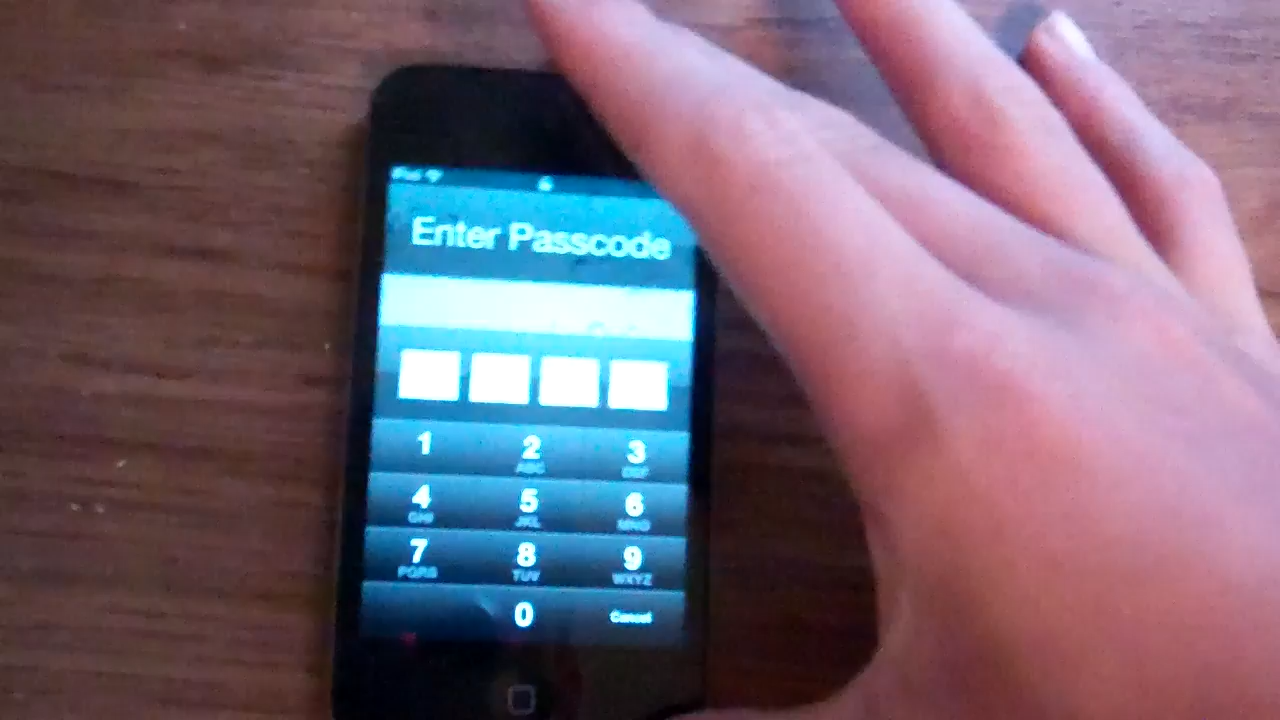 iPod
Enter Passcode
1 2 3
ABC DEF
4 5 6
GHI JKL MNO
7 8 9
PQRS TUV WXYZ
0 Cancel